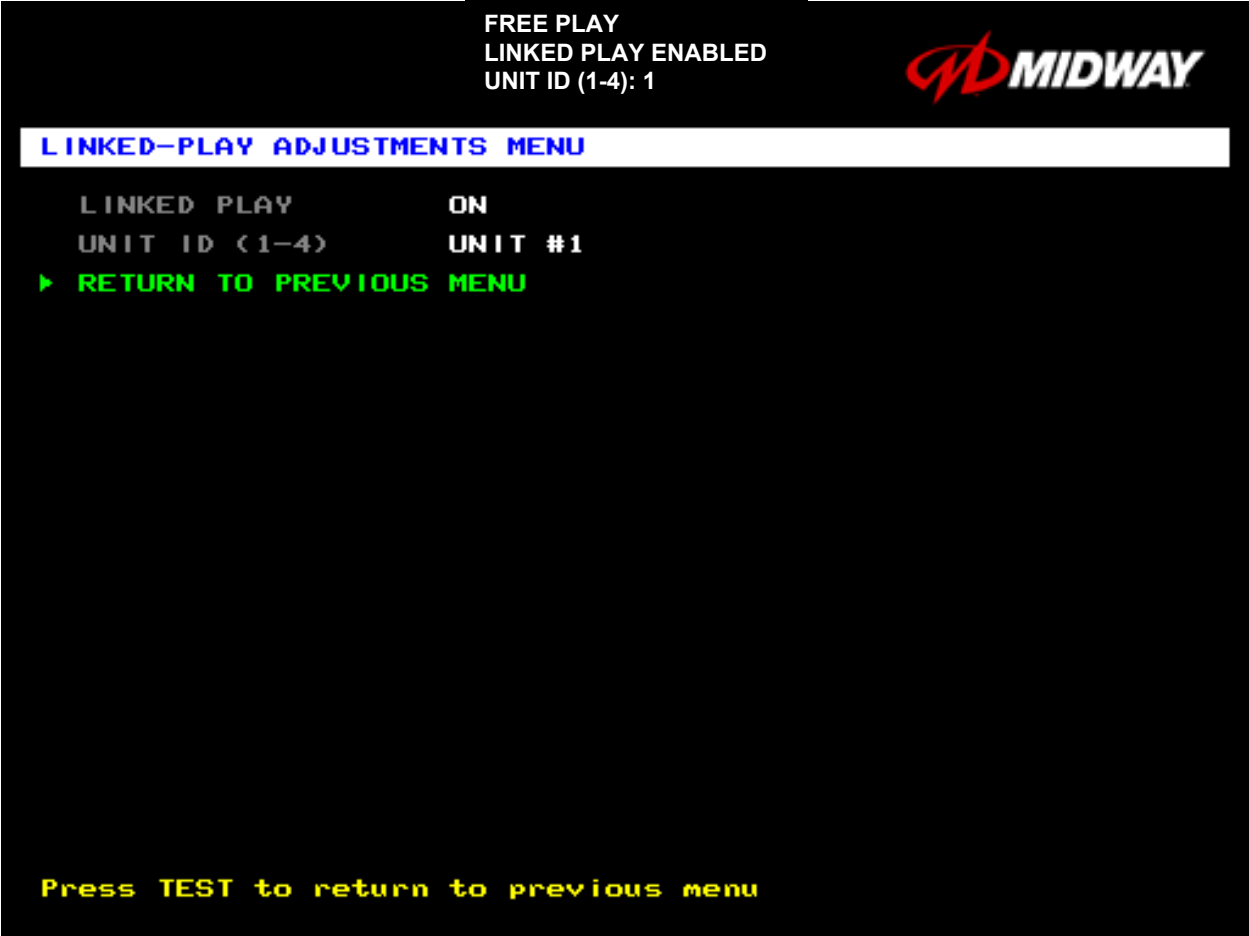 FREE PLAY
LINKED PLAY ENABLED
UNIT ID (1-4): 1
MIDWAY
LINKED-PLAY ADJUSTMENTS MENU
LINKED PLAY ON
UNIT ID (1-4) UNIT #1
RETURN TO PREVIOUS MENU
Press TEST to return to previous menu